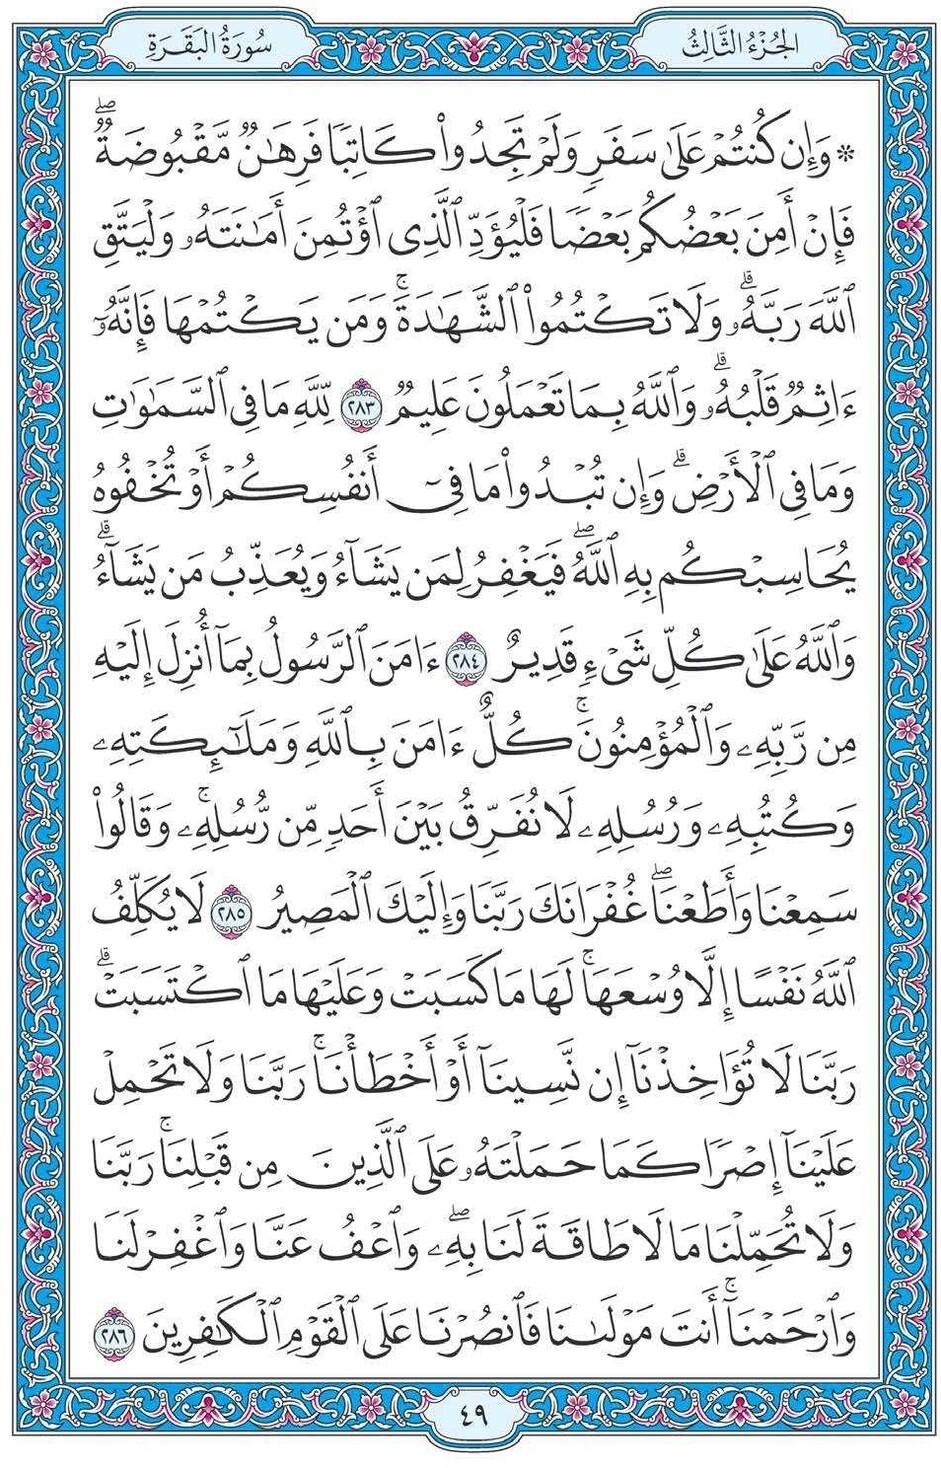 الجُزْءُ الثَّالِثُ
سُورَةُ البَقَرَةِ
۞ وَإِن كُنتُمْ عَلَىٰ سَفَرٍ وَلَمْ تَجِدُوا۟ كَاتِبًا فَرِهَٰنٌ مَّقْبُوضَةٌ ۖ
فَإِنْ أَمِنَ بَعْضُكُم بَعْضًا فَلْيُؤَدِّ ٱلَّذِى ٱؤْتُمِنَ أَمَٰنَتَهُۥ وَلْيَتَّقِ
ٱللَّهَ رَبَّهُۥ ۗ وَلَا تَكْتُمُوا۟ ٱلشَّهَٰدَةَ ۚ وَمَن يَكْتُمْهَا فَإِنَّهُۥٓ
ءَاثِمٌ قَلْبُهُۥ ۗ وَٱللَّهُ بِمَا تَعْمَلُونَ عَلِيمٌ ٢٨٣ لِّلَّهِ مَا فِى ٱلسَّمَٰوَٰتِ
وَمَا فِى ٱلْأَرْضِ ۗ وَإِن تُبْدُوا۟ مَا فِىٓ أَنفُسِكُمْ أَوْ تُخْفُوهُ
يُحَاسِبْكُم بِهِ ٱللَّهُ ۖ فَيَغْفِرُ لِمَن يَشَآءُ وَيُعَذِّبُ مَن يَشَآءُ ۗ
وَٱللَّهُ عَلَىٰ كُلِّ شَىْءٍ قَدِيرٌ ٢٨٤ ءَامَنَ ٱلرَّسُولُ بِمَآ أُنزِلَ إِلَيْهِ
مِن رَّبِّهِۦ وَٱلْمُؤْمِنُونَ ۚ كُلٌّ ءَامَنَ بِٱللَّهِ وَمَلَٰٓئِكَتِهِۦ
وَكُتُبِهِۦ وَرُسُلِهِۦ لَا نُفَرِّقُ بَيْنَ أَحَدٍ مِّن رُّسُلِهِۦ ۚ وَقَالُوا۟
سَمِعْنَا وَأَطَعْنَا ۖ غُفْرَانَكَ رَبَّنَا وَإِلَيْكَ ٱلْمَصِيرُ ٢٨٥ لَا يُكَلِّفُ
ٱللَّهُ نَفْسًا إِلَّا وُسْعَهَا ۚ لَهَا مَا كَسَبَتْ وَعَلَيْهَا مَا ٱكْتَسَبَتْ ۗ
رَبَّنَا لَا تُؤَاخِذْنَآ إِن نَّسِينَآ أَوْ أَخْطَأْنَا ۚ رَبَّنَا وَلَا تَحْمِلْ
عَلَيْنَآ إِصْرًا كَمَا حَمَلْتَهُۥ عَلَى ٱلَّذِينَ مِن قَبْلِنَا ۚ رَبَّنَا
وَلَا تُحَمِّلْنَا مَا لَا طَاقَةَ لَنَا بِهِۦ ۖ وَٱعْفُ عَنَّا وَٱغْفِرْ لَنَا
وَٱرْحَمْنَآ ۚ أَنتَ مَوْلَىٰنَا فَٱنصُرْنَا عَلَى ٱلْقَوْمِ ٱلْكَٰفِرِينَ ٢٨٦
٤٩